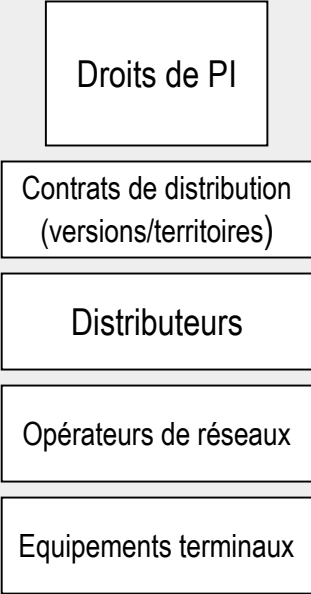 Droits de PI
Contrats de distribution
(versions/territoires)
Distributeurs
Opérateurs de réseaux
Equipements terminaux